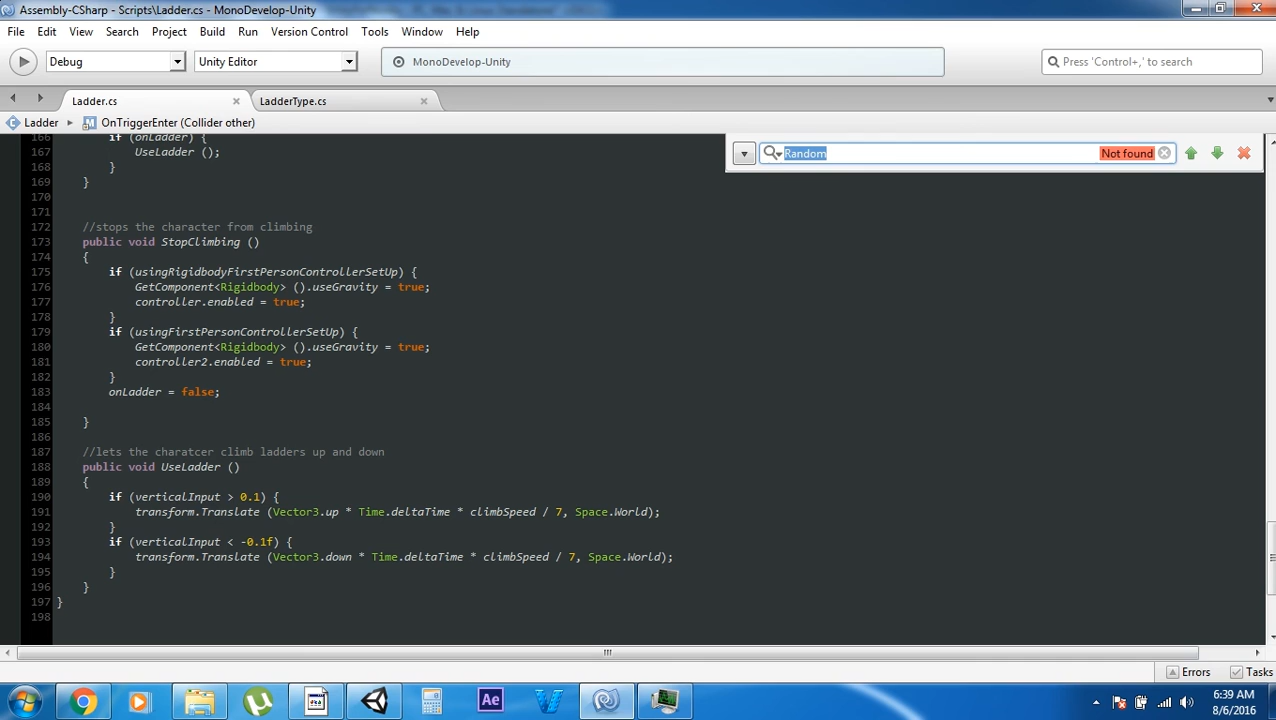 Assembly-CSharp - Scripts\Ladder.cs - MonoDevelop-Unity
File Edit View Search Project Build Run Version Control Tools Window Help
Debug Unity Editor MonoDevelop-Unity Press 'Control+,' to search
Ladder.cs LadderType.cs
Ladder OnTriggerEnter (Collider other)
Random Not found
166 if (onLadder) {
167 UseLadder ();
168 }
169 }
170
171
172 //stops the character from climbing
173 public void StopClimbing ()
174 {
175 if (usingRigidbodyFirstPersonControllerSetUp) {
176 GetComponent<Rigidbody> ().useGravity = true;
177 controller.enabled = true;
178 }
179 if (usingFirstPersonControllerSetUp) {
180 GetComponent<Rigidbody> ().useGravity = true;
181 controller2.enabled = true;
182 }
183 onLadder = false;
184
185 }
186
187 //lets the charatcer climb ladders up and down
188 public void UseLadder ()
189 {
190 if (verticalInput > 0.1) {
191 transform.Translate (Vector3.up * Time.deltaTime * climbSpeed / 7, Space.World);
192 }
193 if (verticalInput < -0.1f) {
194 transform.Translate (Vector3.down * Time.deltaTime * climbSpeed / 7, Space.World);
195 }
196 }
197 }
198
Errors Tasks
Ae
6:39 AM
8/6/2016